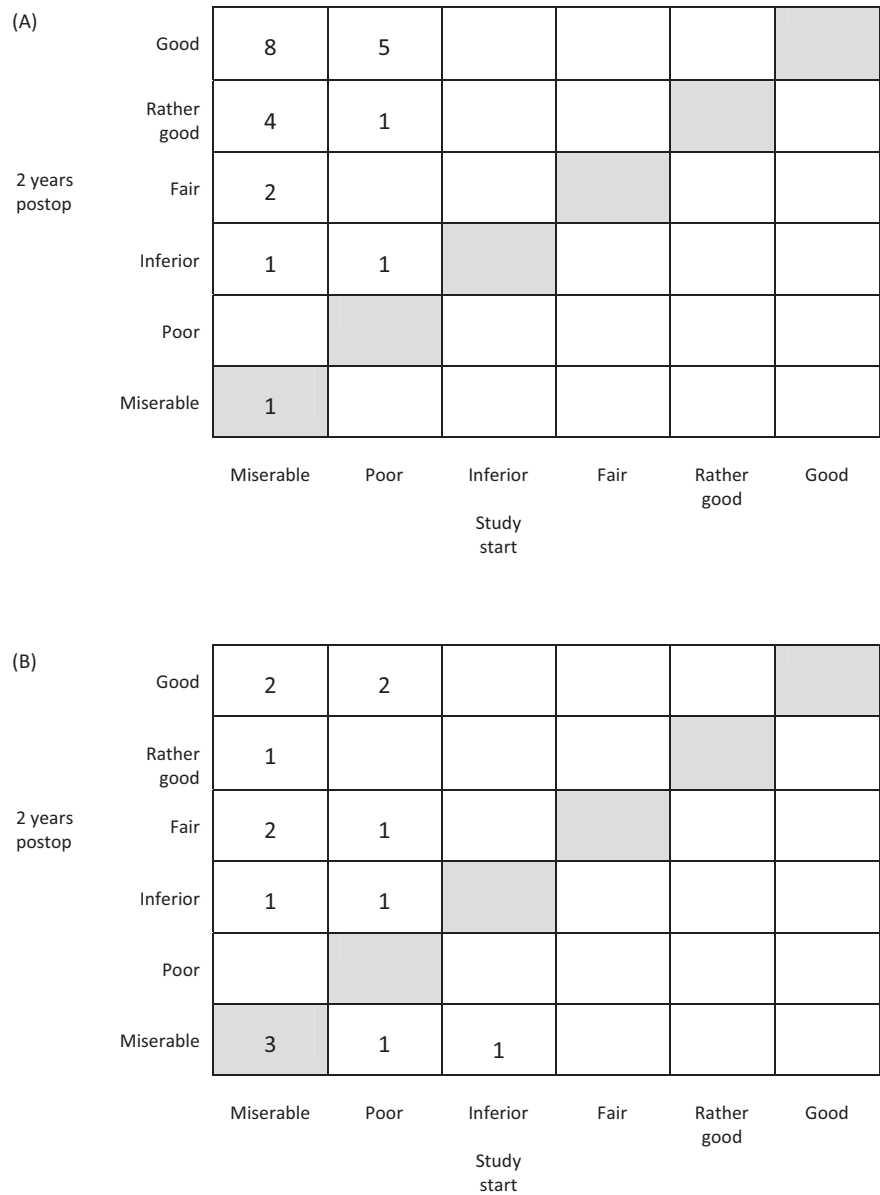 (A)
Good 8 5
Rather
good 4 1
2 years
postop
Fair 2
Inferior 1 1
Poor
Miserable 1
Miserable Poor Inferior Fair Rather
good Good
Study
start
(B)
Good 2 2
Rather
good 1
2 years
postop
Fair 2 1
Inferior 1 1
Poor
Miserable 3 1 1
Miserable Poor Inferior Fair Rather
good Good
Study
start